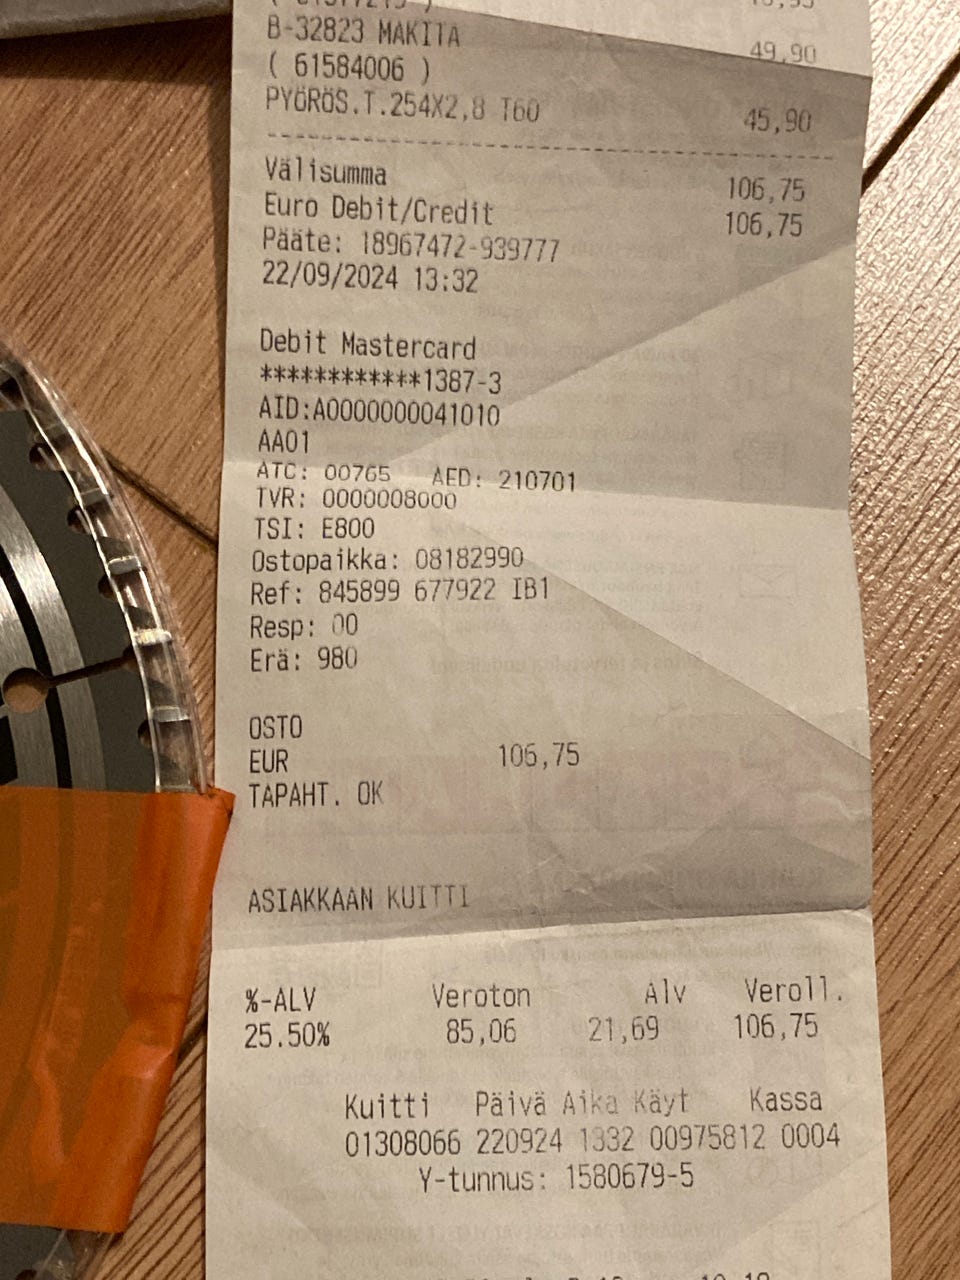 B-32823 MAKITA 49,90
( 61584006 )
PYÖRÖS.T.254X2,8 T60 45,90
Välisumma 106,75
Euro Debit/Credit 106,75
Pääte: 18967472-939777
22/09/2024 13:32
Debit Mastercard
************1387-3
AID:A0000000041010
AA01
ATC: 00765 AED: 210701
TVR: 0000008000
TSI: E800
Ostopaikka: 08182990
Ref: 845899 677922 IB1
Resp: 00
Erä: 980
OSTO
EUR 106,75
TAPAHT. OK
ASIAKKAAN KUITTI
%-ALV Veroton Alv Veroll.
25.50% 85,06 21,69 106,75
Kuitti Päivä Aika Käyt Kassa
01308066 220924 1332 00975812 0004
Y-tunnus: 1580679-5